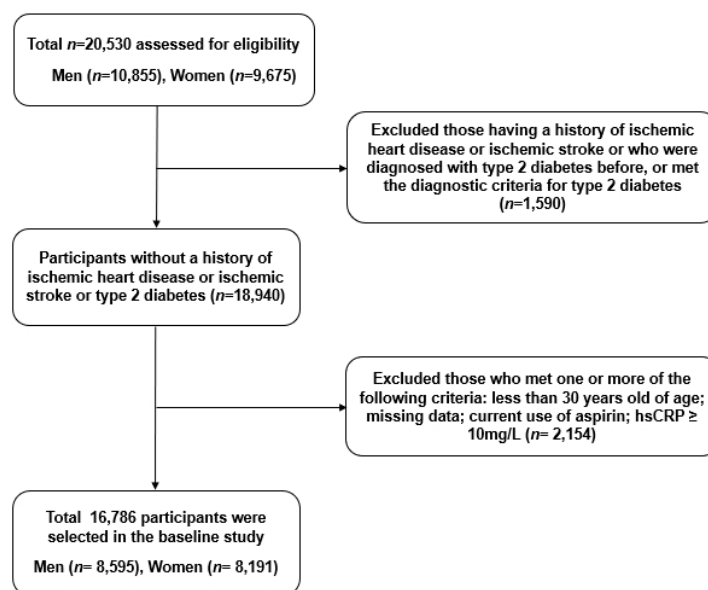 Total n=20,530 assessed for eligibility
Men (n=10,855), Women (n=9,675)
Excluded those having a history of ischemic
heart disease or ischemic stroke or who were
diagnosed with type 2 diabetes before, or met
the diagnostic criteria for type 2 diabetes
(n=1,590)
Participants without a history of
ischemic heart disease or ischemic
stroke or type 2 diabetes (n=18,940)
Excluded those who met one or more of the
following criteria: less than 30 years old of age;
missing data; current use of aspirin; hsCRP ≥
10mg/L (n= 2,154)
Total 16,786 participants were
selected in the baseline study
Men (n= 8,595), Women (n= 8,191)